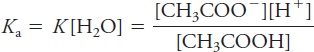 Kₐ = K[H₂O] = [CH₃COO⁻][H⁺] / [CH₃COOH]